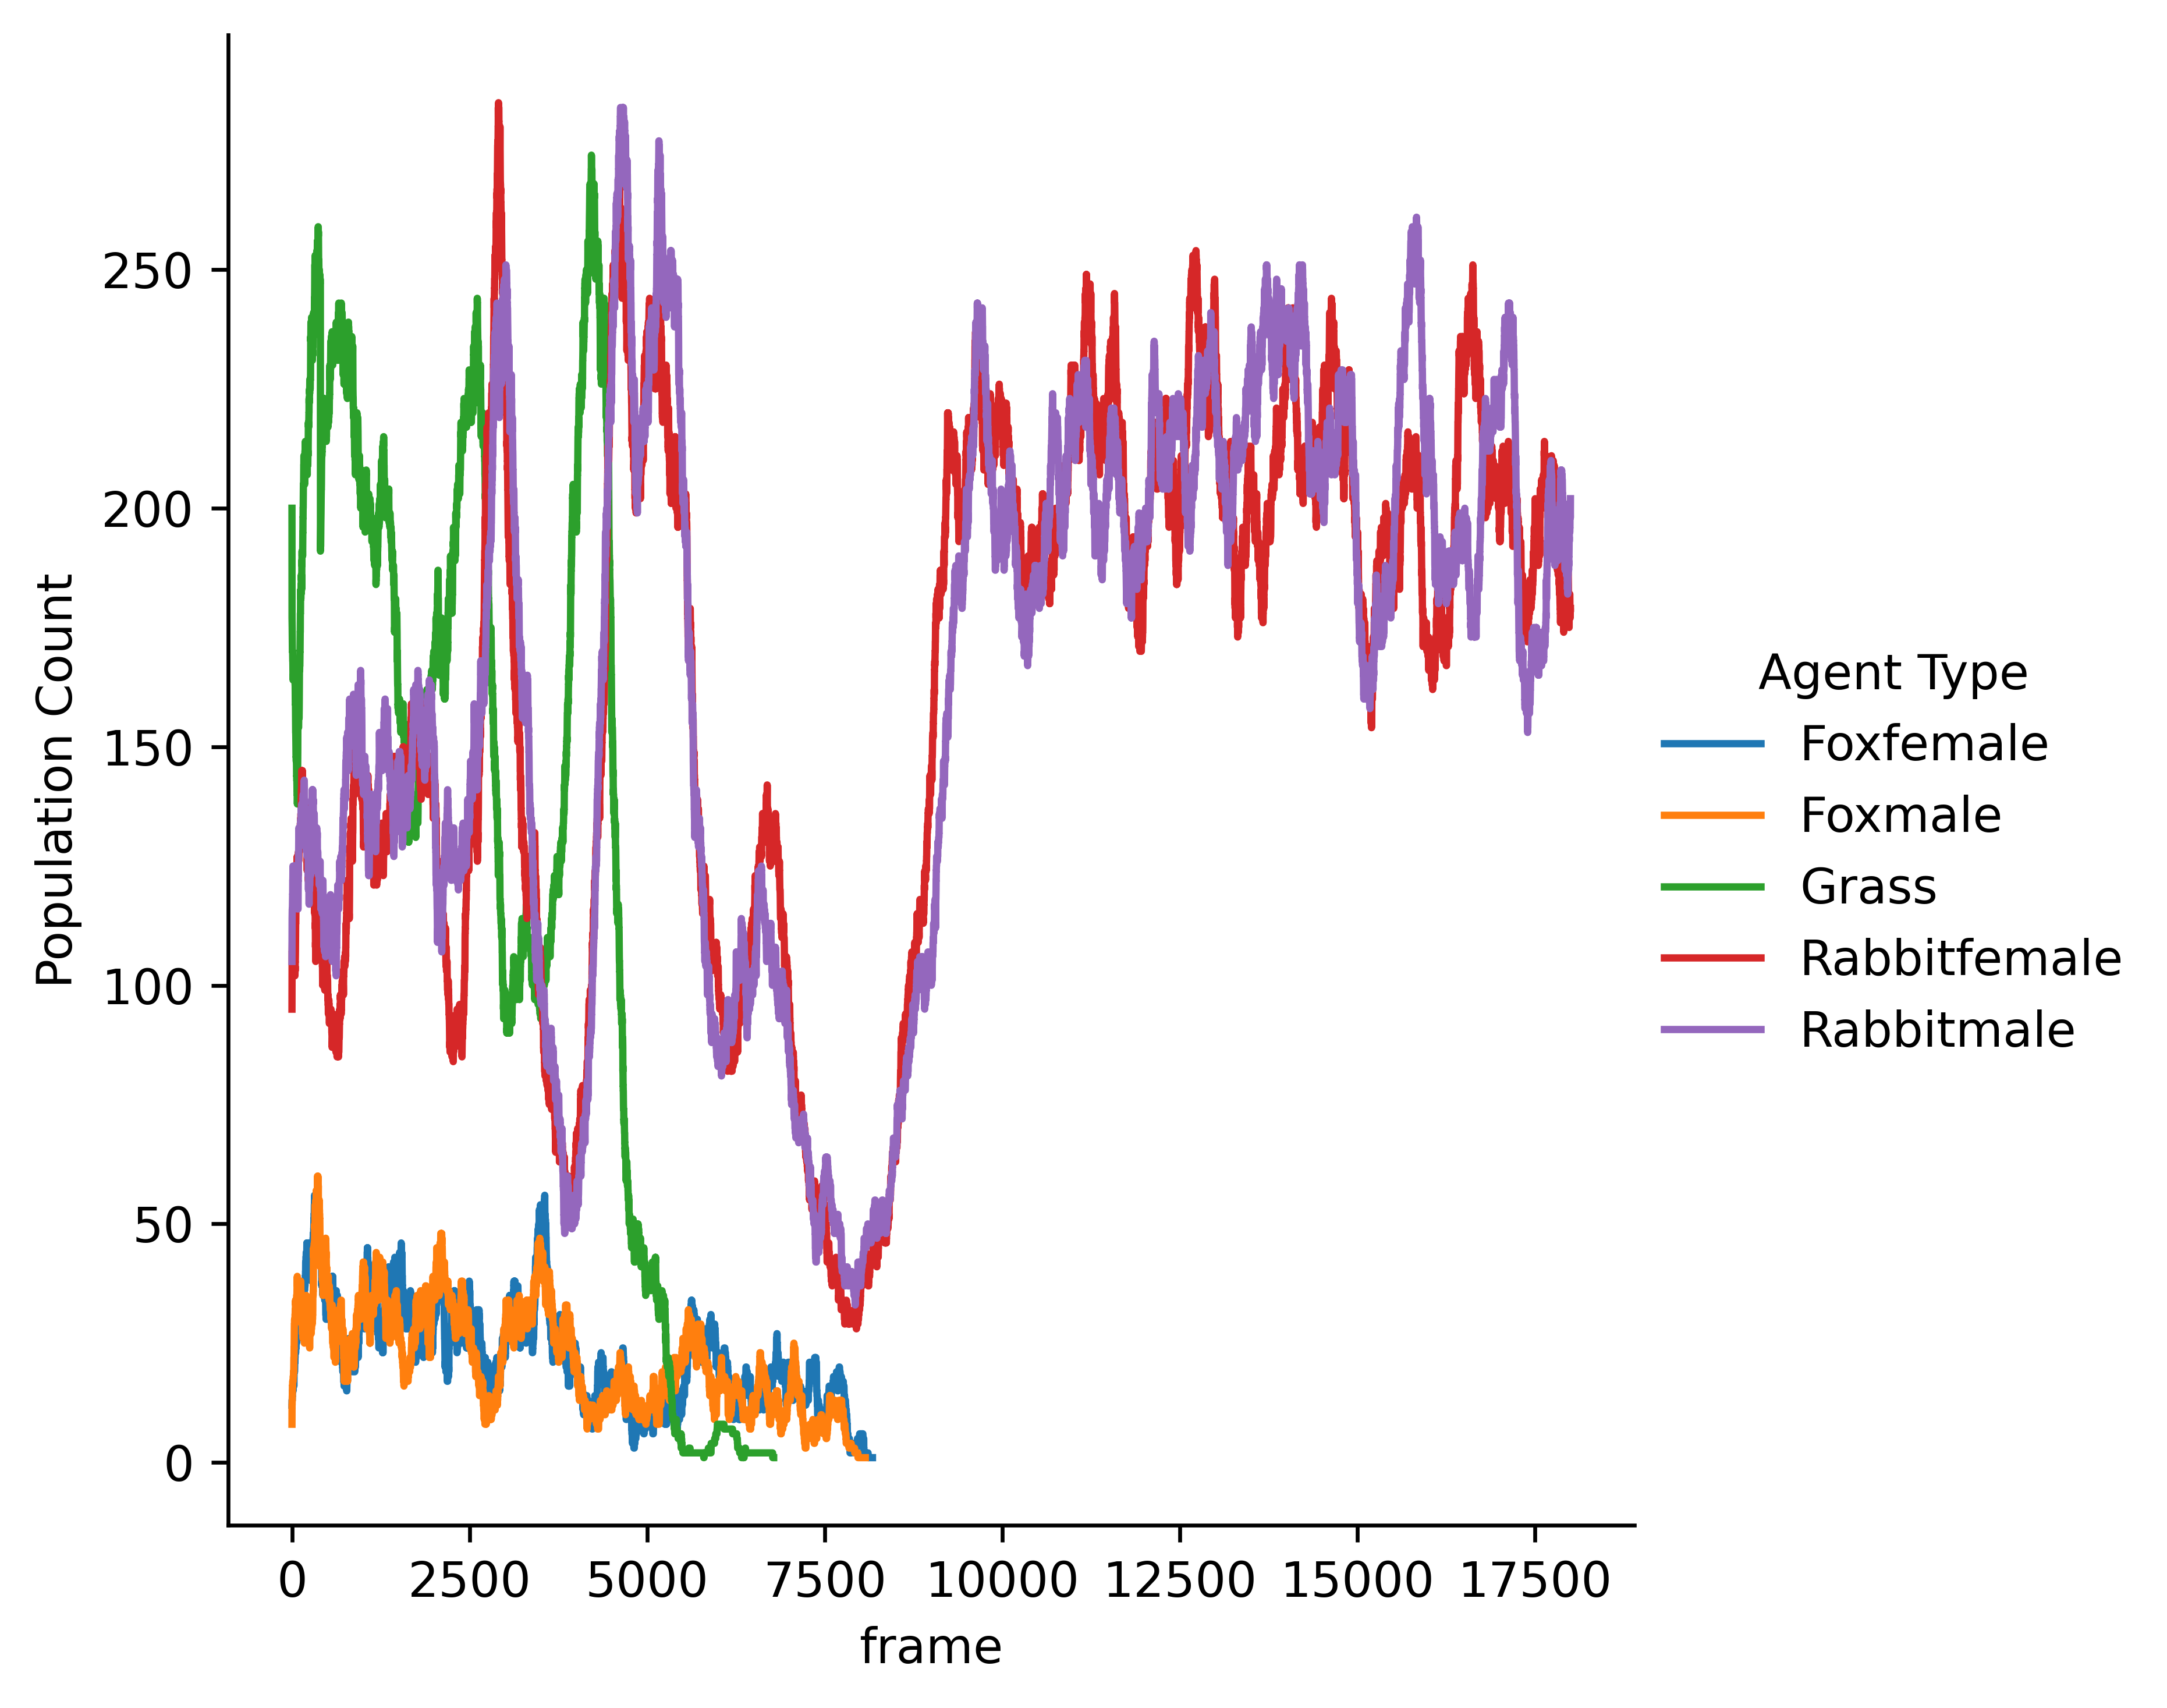 250
200
150
100
50
0
Population Count
0 2500 5000 7500 10000 12500 15000 17500
frame
Agent Type
Foxfemale
Foxmale
Grass
Rabbitfemale
Rabbitmale